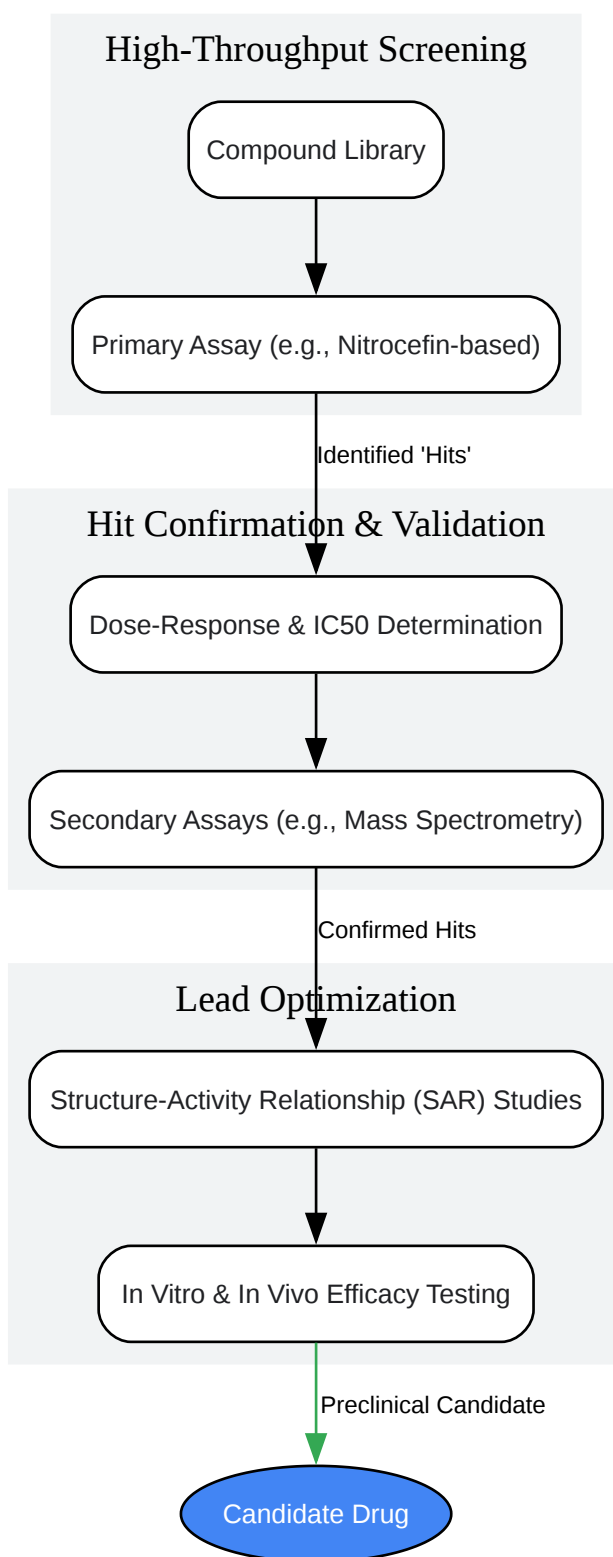 High-Throughput Screening
Compound Library
Primary Assay (e.g., Nitrocefin-based)
Identified 'Hits'
Hit Confirmation & Validation
Dose-Response & IC50 Determination
Secondary Assays (e.g., Mass Spectrometry)
Confirmed Hits
Lead Optimization
Structure-Activity Relationship (SAR) Studies
In Vitro & In Vivo Efficacy Testing
Preclinical Candidate
Candidate Drug